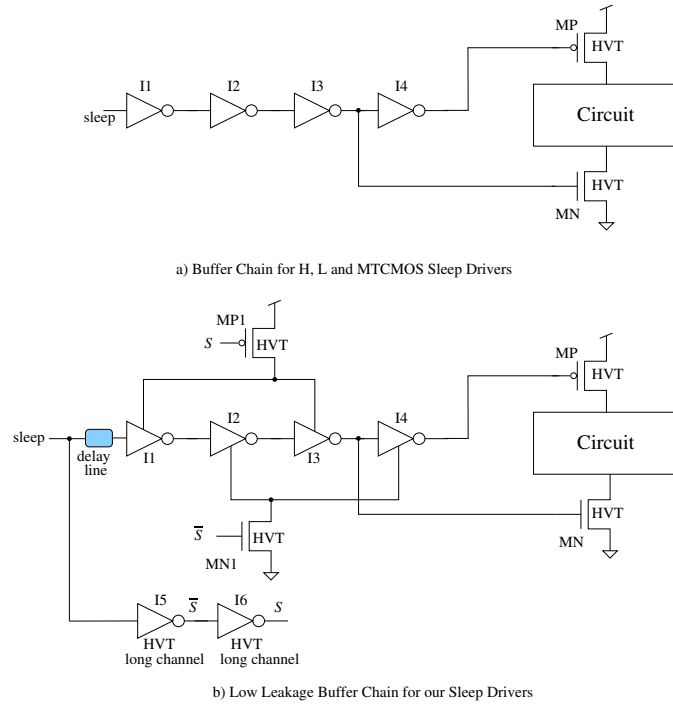 MP
HVT
I1
I2
I3
I4
sleep
Circuit
HVT
MN
a) Buffer Chain for H, L and MTCMOS Sleep Drivers
MP1
S
HVT
MP
HVT
I2
I4
sleep
delay
line
I1
I3
Circuit
S
HVT
MN1
HVT
MN
I5
S
I6
S
HVT
long channel
HVT
long channel
b) Low Leakage Buffer Chain for our Sleep Drivers